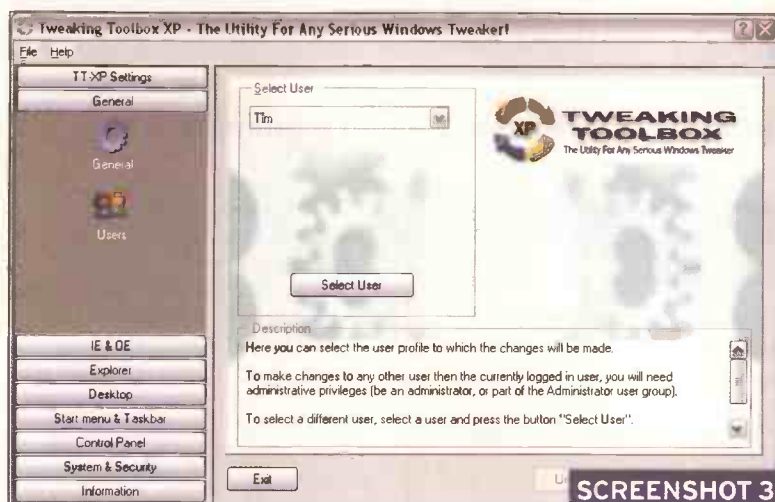 Tweaking Toolbox XP - The Utility For Any Serious Windows Tweaker!
File Help
TT-XP Settings
General
General
Users
IE & OE
Explorer
Desktop
Start menu & Taskbar
Control Panel
System & Security
Information
Select User
Tim
Select User
XP
TWEAKING
TOOLBOX
The Utility For Any Serious Windows Tweaker
Description
Here you can select the user profile to which the changes will be made.
To make changes to any other user then the currently logged in user, you will need
administrative privileges (be an administrator, or part of the Administrator user group).
To select a different user, select a user and press the button "Select User".
Exit
SCREENSHOT 3